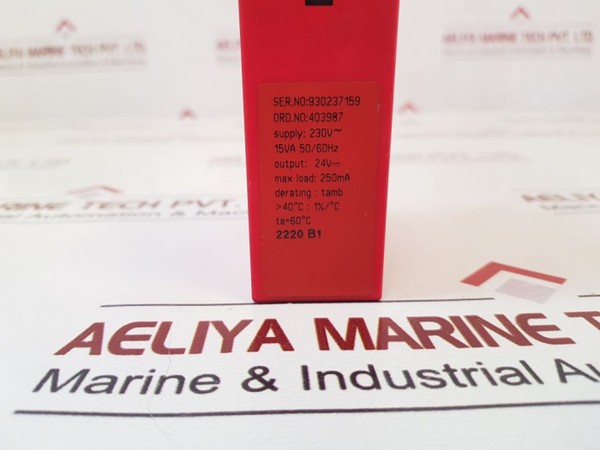 AELIYA MARINE TECH PVT.
SER.NO:930237159
ORD.NO:403987
supply: 230V~
15VA 50/60Hz
output: 24V⎓
max load: 250mA
derating: tamb
>40°C : 1%/°C
ta=60°C
2220 B1
AELIYA MARINE T
Marine & Industrial Au